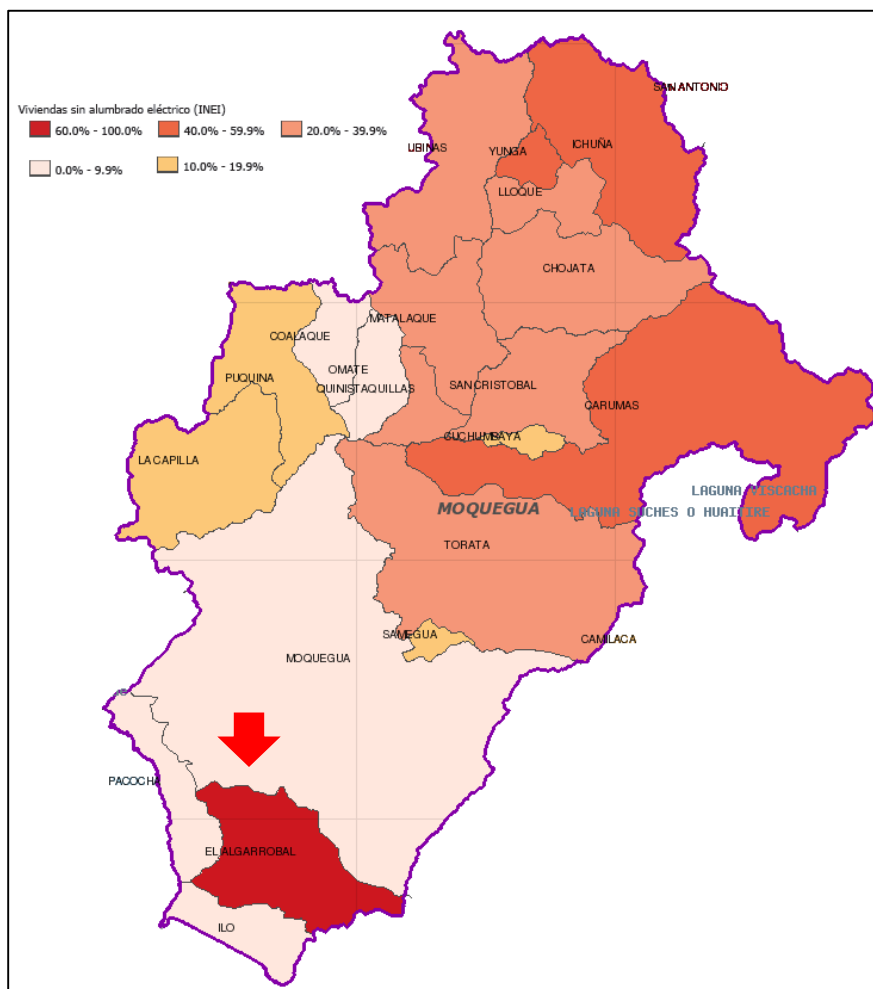 Viviendas sin alumbrado eléctrico (INEI)
60.0% - 100.0%
40.0% - 59.9%
20.0% - 39.9%
0.0% - 9.9%
10.0% - 19.9%
SAN ANTONIO
UBINAS
YUNGA
ICHUÑA
LLOQUE
CHOJATA
MATALAQUE
COALAQUE
OMATE
PUQUINA
QUINISTAQUILLAS
SAN CRISTOBAL
CARUMAS
CUCHUMBAYA
LA CAPILLA
LAGUNA VISCACHA
MOQUEGUA
LAGUNA SUCHES O HUAITIRE
TORATA
SAMEGUA
CAMILACA
MOQUEGUA
PACOCHA
EL ALGARROBAL
ILO